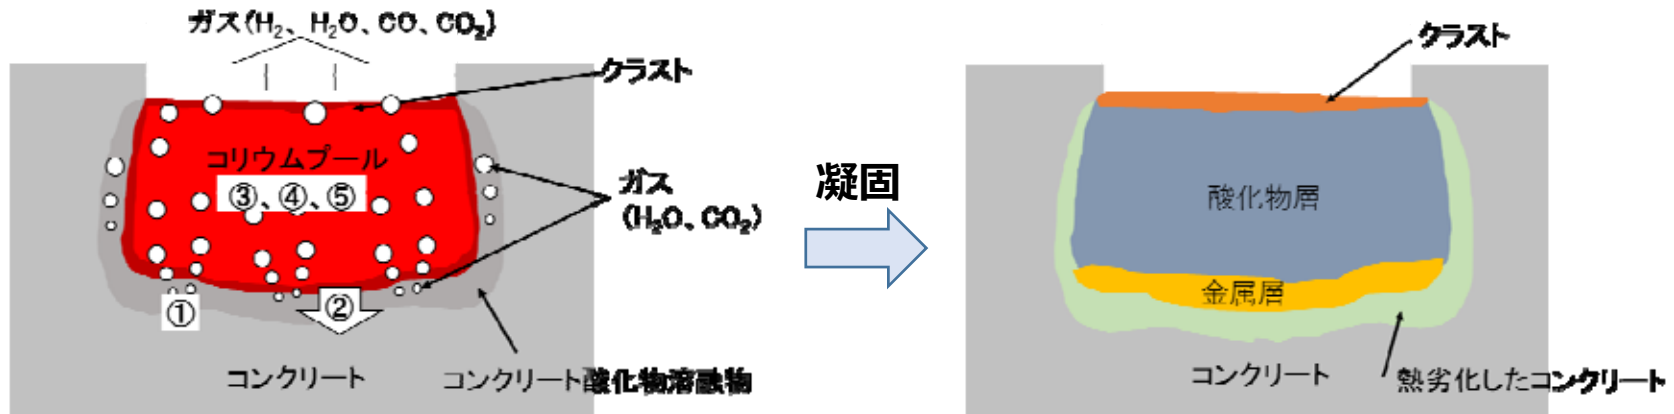 ガス(H₂、H₂O、CO、CO₂)
クラスト
コリウムプール
③、④、⑤
ガス
(H₂O、CO₂)
①
②
コンクリート
コンクリート酸化物溶融物
凝固
クラスト
酸化物層
金属層
コンクリート
熱劣化したコンクリート